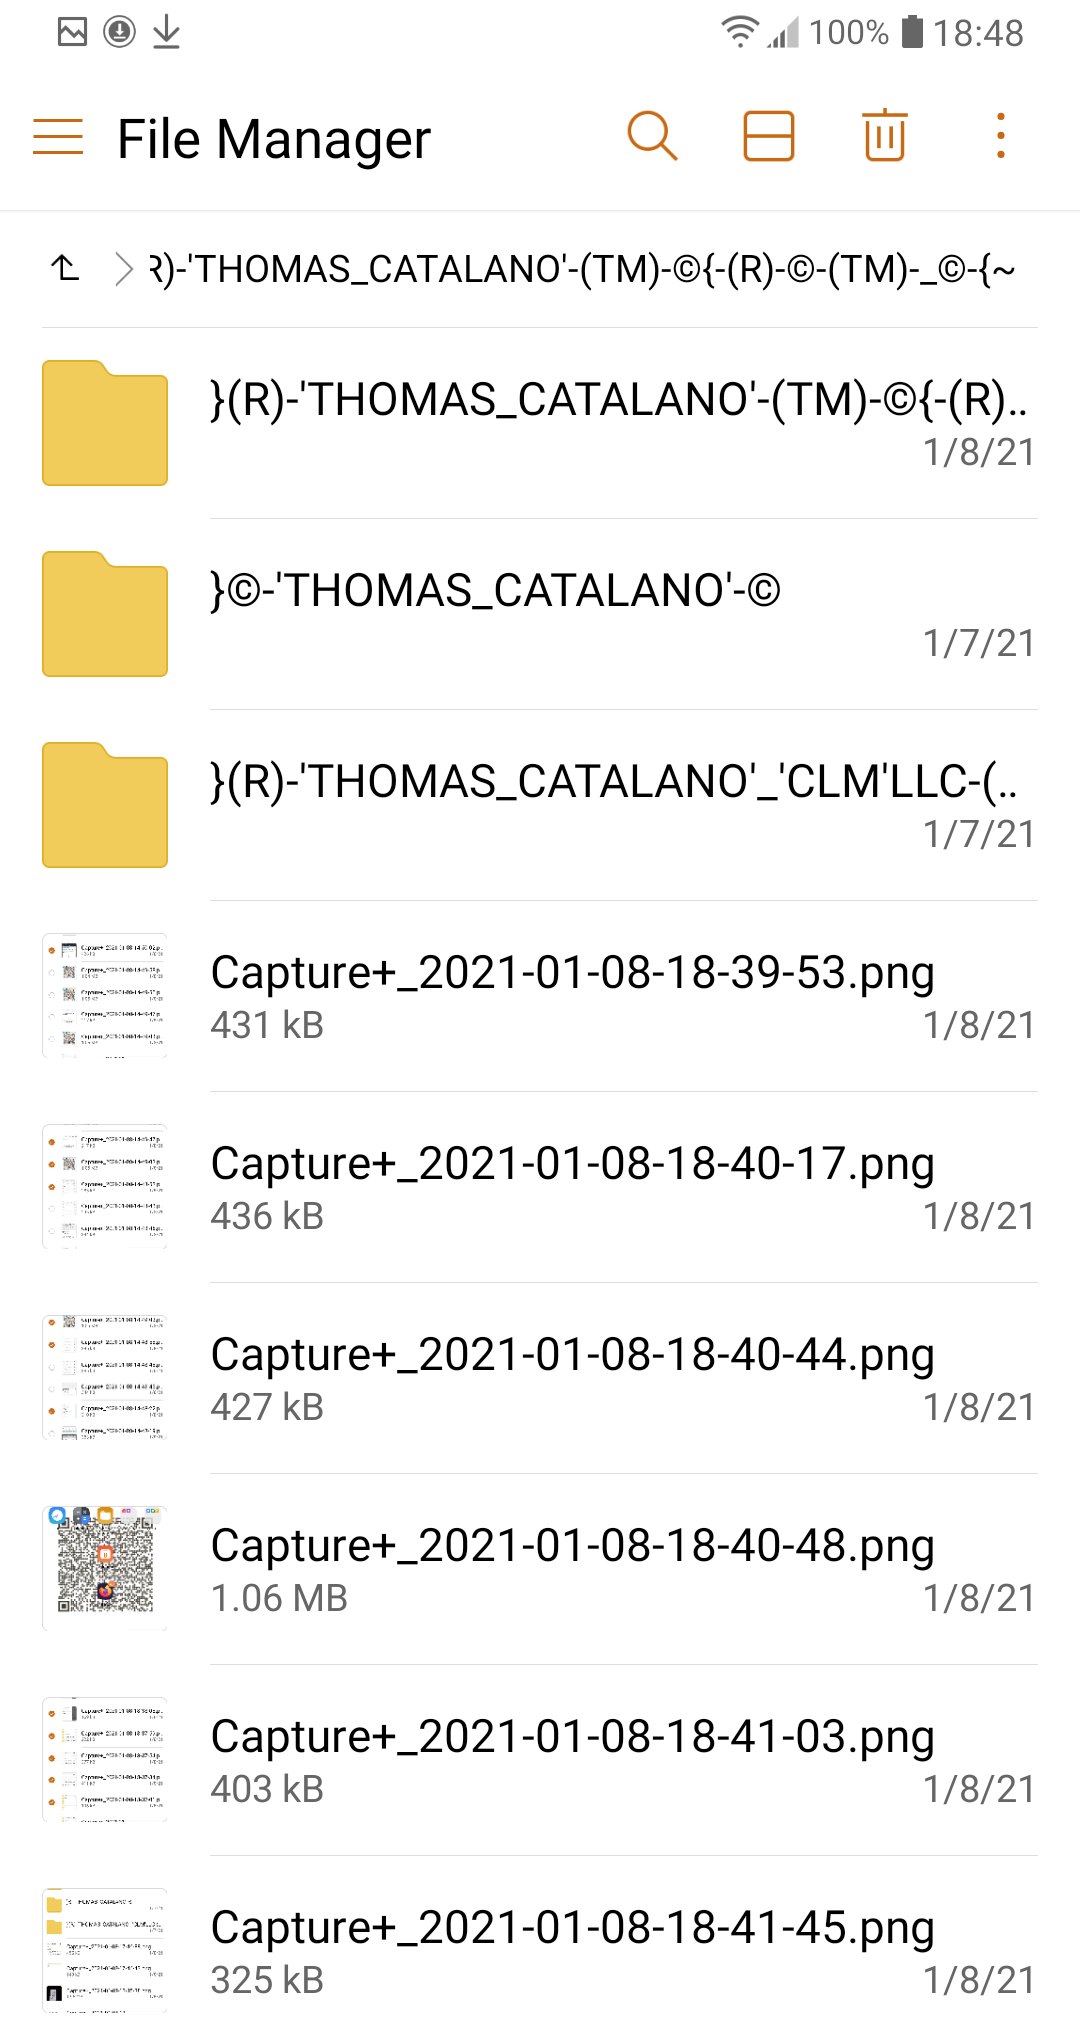 100% 18:48
File Manager
R)-'THOMAS_CATALANO'-(TM)-©{-(R)-©-(TM)-_©-{~
}(R)-'THOMAS_CATALANO'-(TM)-©{-(R)..
1/8/21
}©-'THOMAS_CATALANO'-©
1/7/21
}(R)-'THOMAS_CATALANO'_'CLM'LLC-(..
1/7/21
Capture+_2021-01-08-18-39-53.png
431 kB 1/8/21
Capture+_2021-01-08-18-40-17.png
436 kB 1/8/21
Capture+_2021-01-08-18-40-44.png
427 kB 1/8/21
Capture+_2021-01-08-18-40-48.png
1.06 MB 1/8/21
Capture+_2021-01-08-18-41-03.png
403 kB 1/8/21
Capture+_2021-01-08-18-41-45.png
325 kB 1/8/21